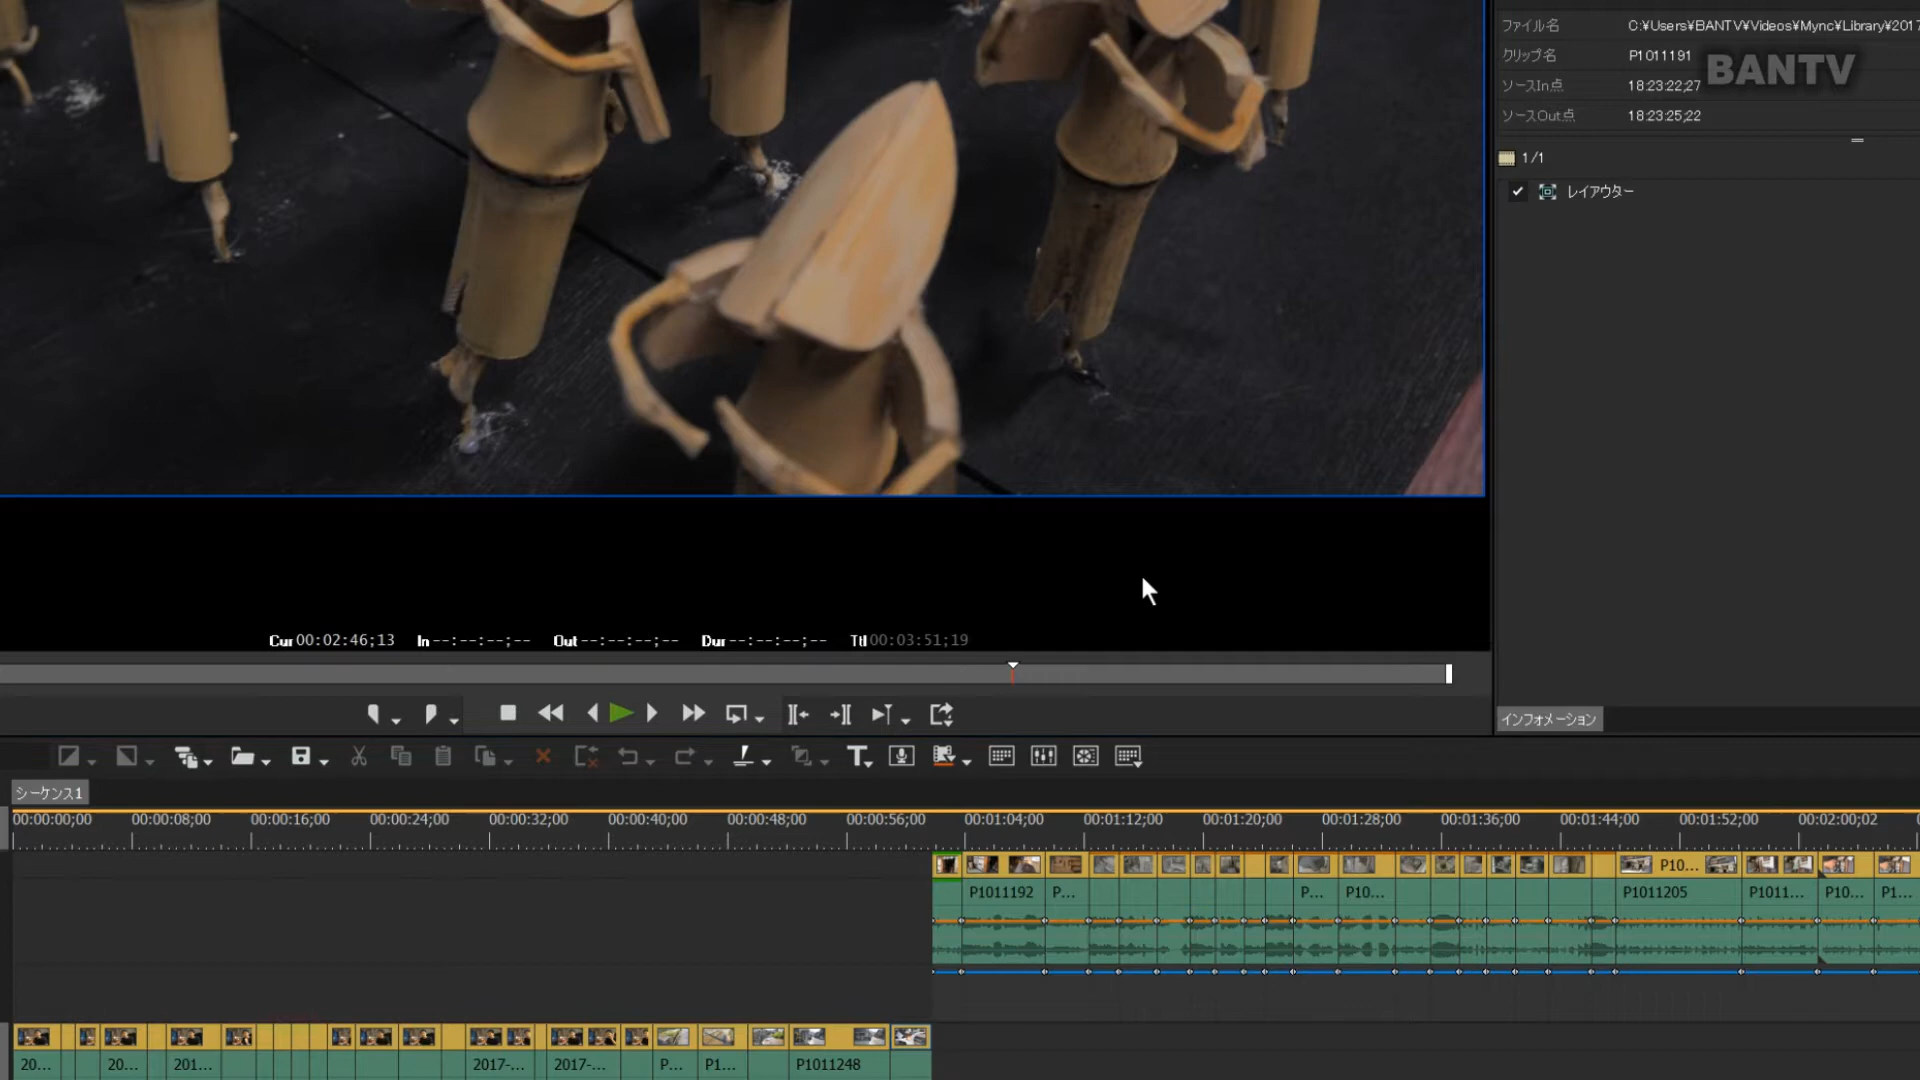 ファイル名 C:¥Users¥BANTV¥Videos¥Mync¥Library¥2017
クリップ名 P1011191
BANTV
ソースIn点 18:23:22;27
ソースOut点 18:23:25;22
1/1
レイアウター
Cur 00:02:46;13 In --:--:--;-- Out --:--:--;-- Dur --:--:--;-- Ttl 00:03:51;19
インフォメーション
シーケンス1
00:00:00;00 00:00:08;00 00:00:16;00 00:00:24;00 00:00:32;00 00:00:40;00 00:00:48;00 00:00:56;00 00:01:04;00 00:01:12;00 00:01:20;00 00:01:28;00 00:01:36;00 00:01:44;00 00:01:52;00 00:02:00;02
P10...
P1011192 P... P... P10... P1011205 P1011... P10... P1...
20... 20... 201... 2017-... 2017-... P... P1... P1011248